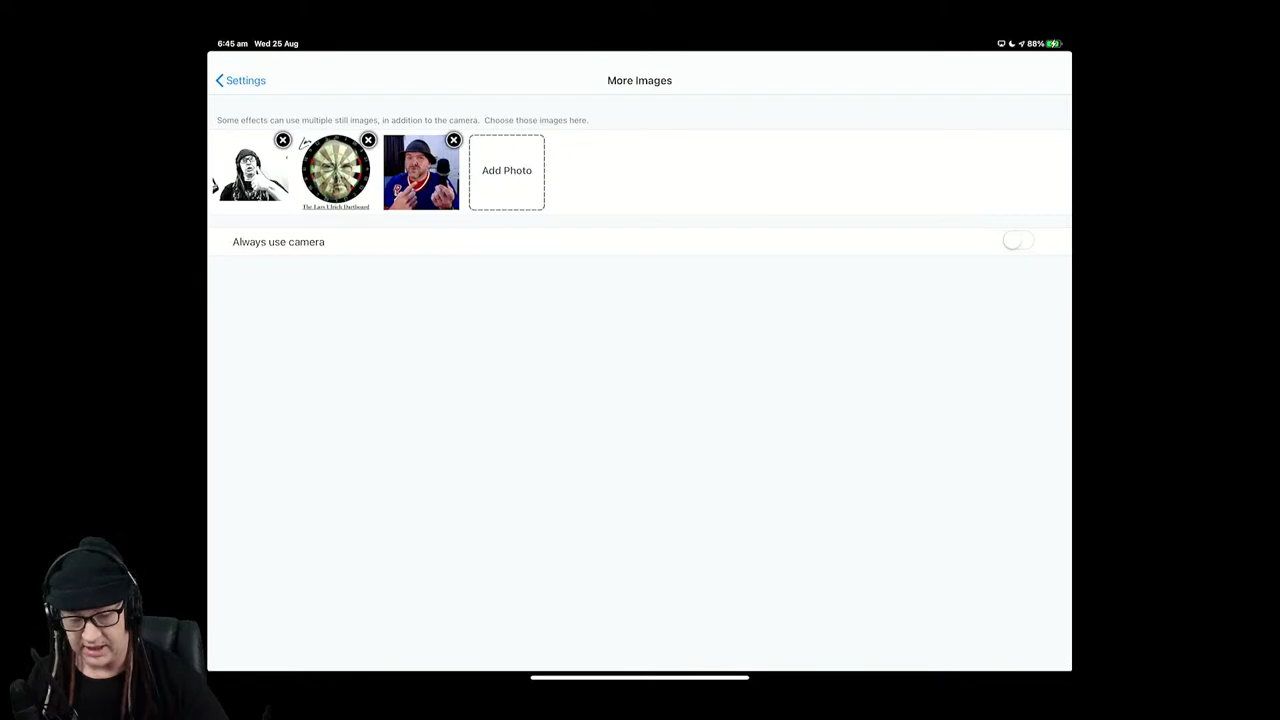 6:45 am Wed 25 Aug
88%
Settings
More Images
Some effects can use multiple still images, in addition to the camera. Choose those images here.
The Lars Ulrich Dartboard
Add Photo
Always use camera